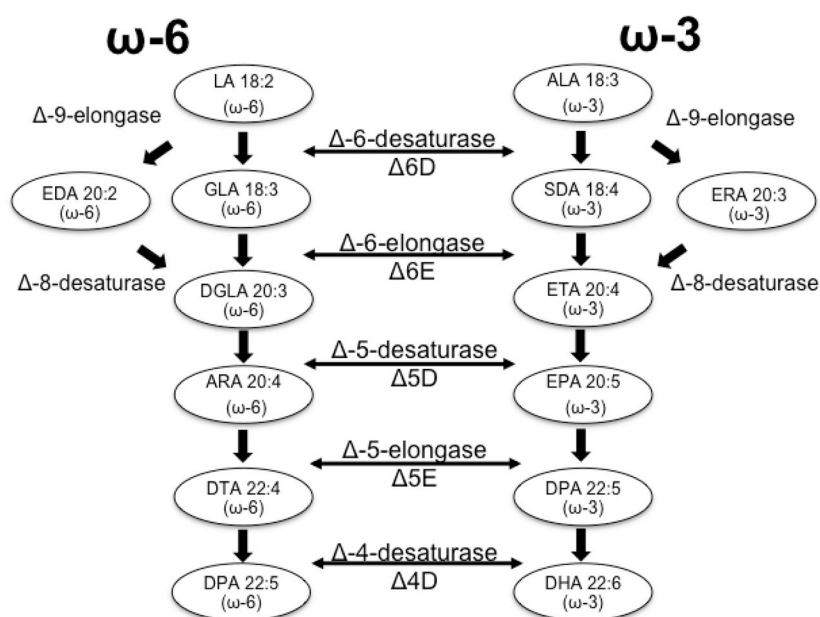 ω-6
ω-3
LA 18:2
(ω-6)
ALA 18:3
(ω-3)
Δ-9-elongase
Δ-9-elongase
Δ-6-desaturase
Δ6D
EDA 20:2
(ω-6)
GLA 18:3
(ω-6)
SDA 18:4
(ω-3)
ERA 20:3
(ω-3)
Δ-6-elongase
Δ6E
Δ-8-desaturase
Δ-8-desaturase
DGLA 20:3
(ω-6)
ETA 20:4
(ω-3)
Δ-5-desaturase
Δ5D
ARA 20:4
(ω-6)
EPA 20:5
(ω-3)
Δ-5-elongase
Δ5E
DTA 22:4
(ω-6)
DPA 22:5
(ω-3)
Δ-4-desaturase
Δ4D
DPA 22:5
(ω-6)
DHA 22:6
(ω-3)